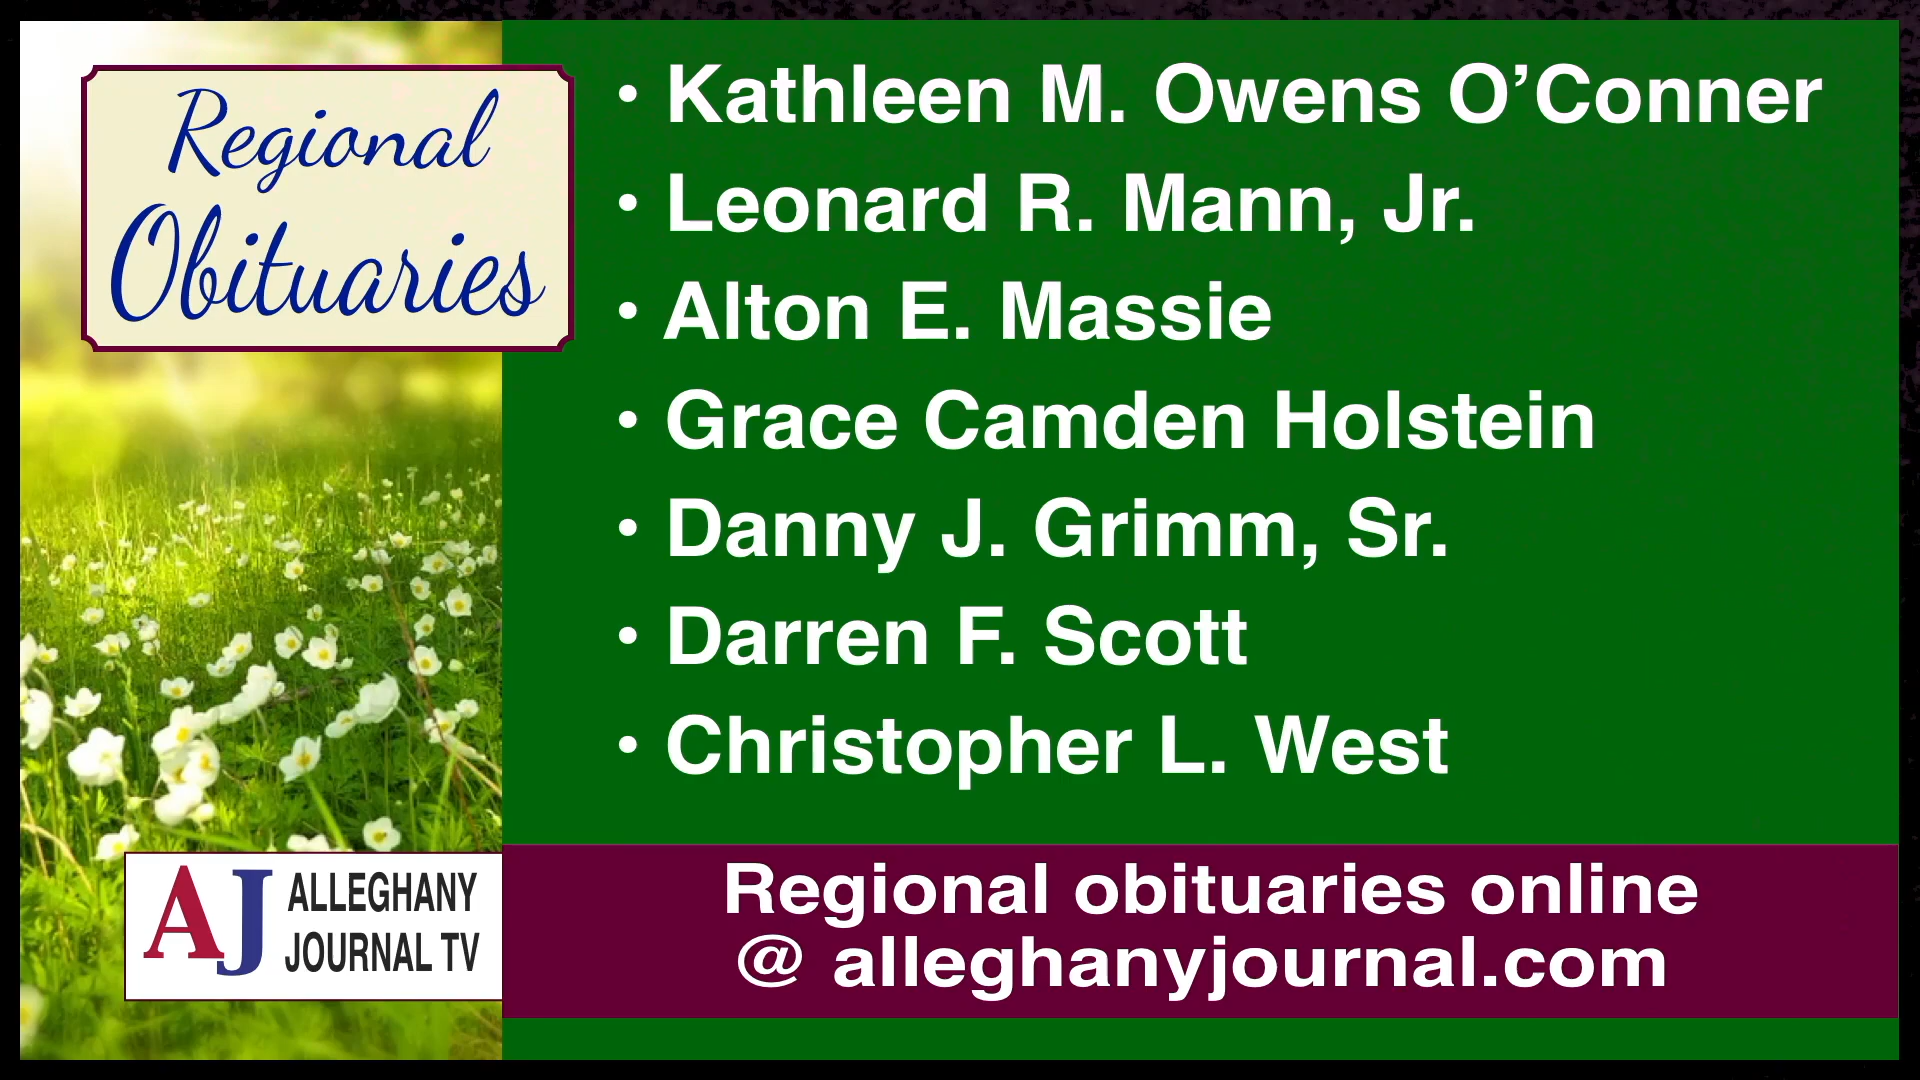 Regional
Obituaries
• Kathleen M. Owens O’Conner
• Leonard R. Mann, Jr.
• Alton E. Massie
• Grace Camden Holstein
• Danny J. Grimm, Sr.
• Darren F. Scott
• Christopher L. West
AJ ALLEGHANY
JOURNAL TV
Regional obituaries online
@ alleghanyjournal.com